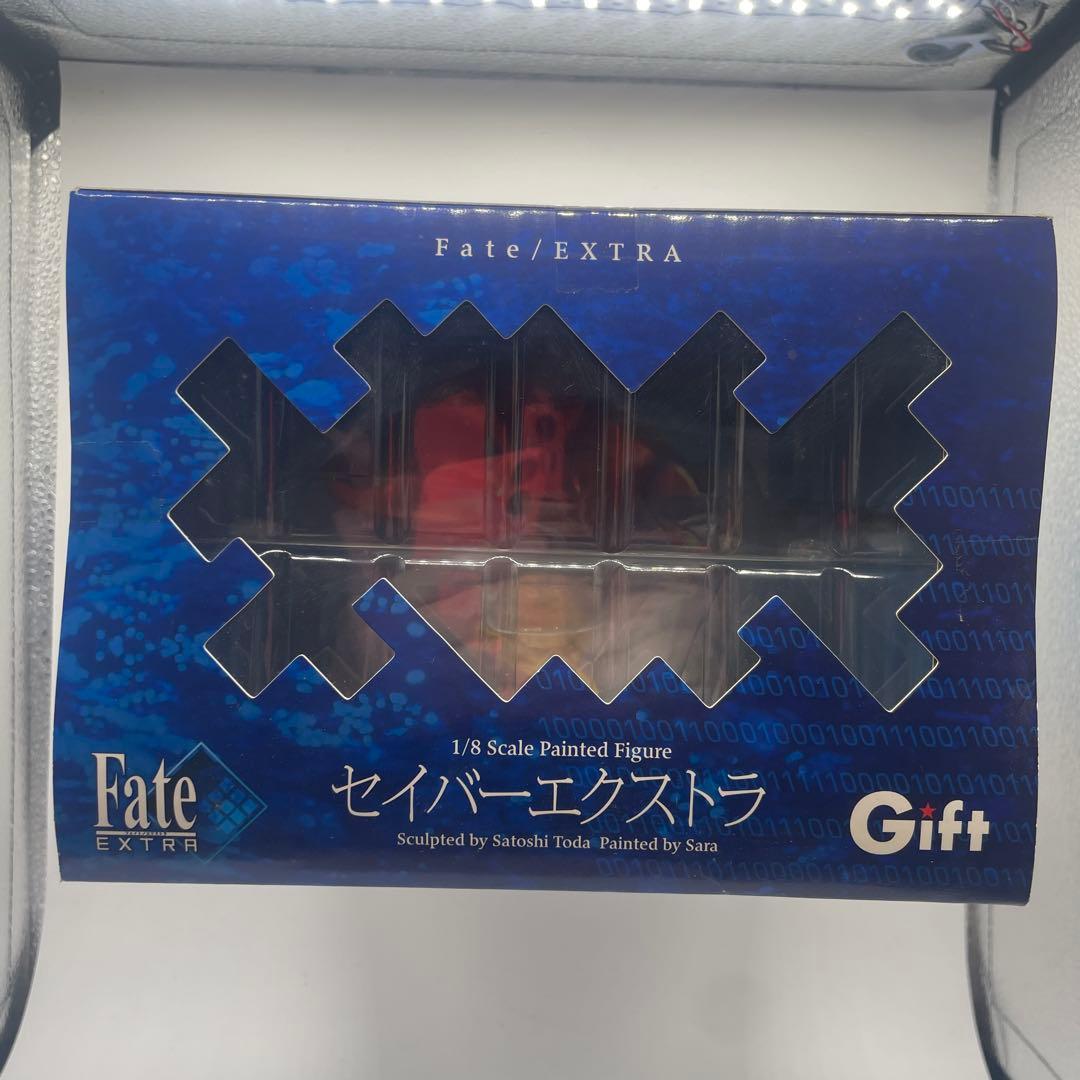 Fate/EXTRA
1/8 Scale Painted Figure
セイバーエクストラ
Sculpted by Satoshi Toda Painted by Sara
Fate
EXTRA
Gift